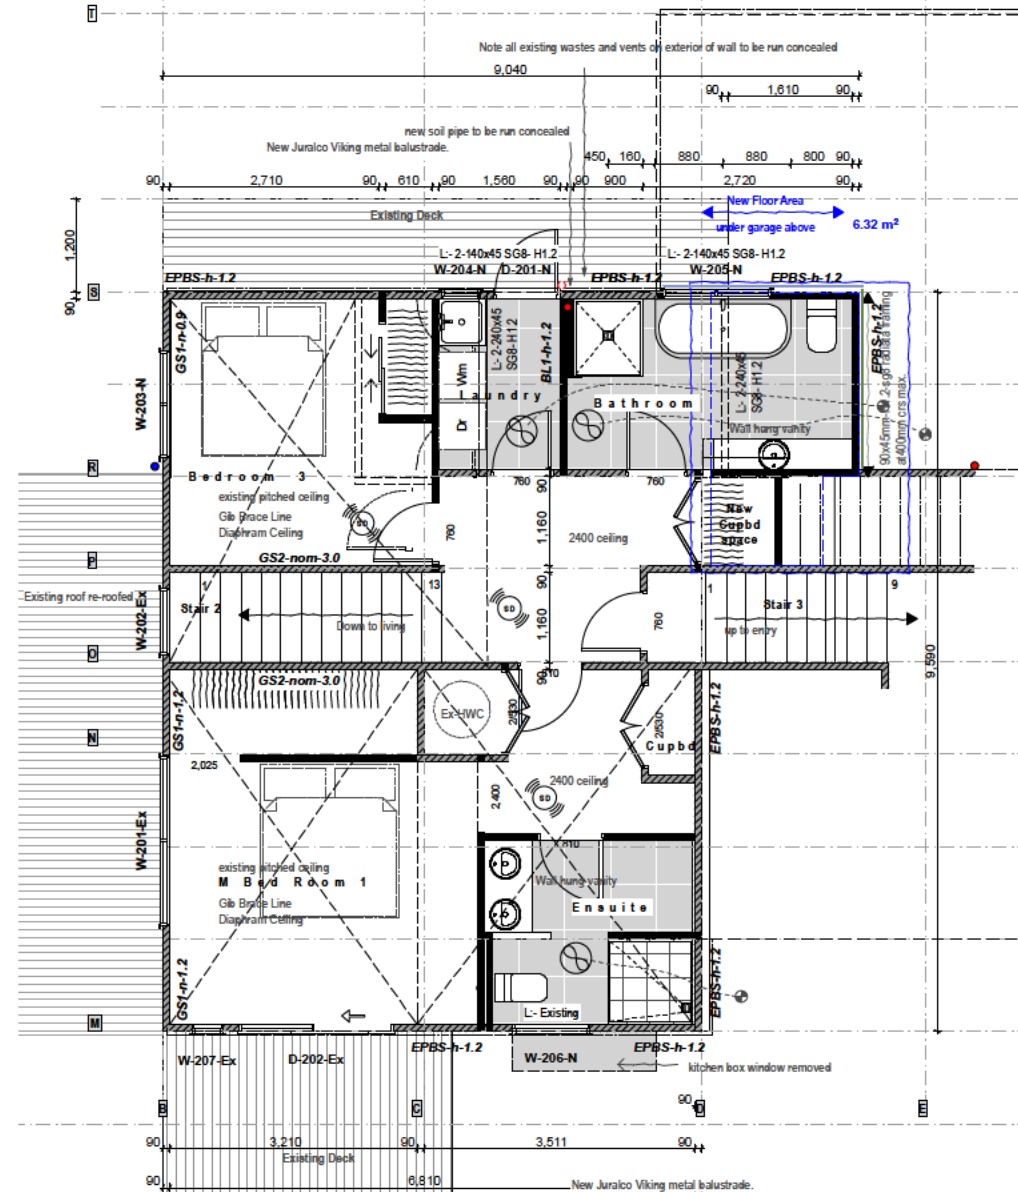 T
Note all existing wastes and vents on exterior of wall to be run concealed
9,040
90 1,610 90
new soil pipe to be run concealed
New Juralco Viking metal balustrade.
450 160 880 880 800 90
90 2,710 90 610 90 1,560 90 90 900 2,720 90
New Floor Area
under garage above 6.32 m²
Existing Deck
1,200
L:- 2-140x45 SG8- H1.2
W-204-N D-201-N
L:- 2-140x45 SG8- H1.2
W-205-N
EPBS-h-1.2
EPBS-h-1.2
EPBS-h-1.2
S
90
GS1-n-0.9
L:- 2-240x45
SG8- H1.2
BL1-h-1.2
L:- 2-240x45
SG8- H1.2
EPBS-h-1.2
90x45mm
at400mm crs max.
W-203-N
Wm
Laundry
Bathroom
Dr
Wall hung vanity
R
Bedroom 3
760
90
760
existing pitched ceiling
Gib Brace Line
Diaphram Ceiling
SD
760
1,160
2400 ceiling
New
Cupbd
space
GS2-nom-3.0
P
1
13
90
1
9
Existing roof re-roofed
Stair 2
Down to living
SD
1,160
760
Stair 3
up to entry
W-202-Ex
O
90
9,590
GS2-nom-3.0
GS1-n-1.2
Ex-HWC
2/530
2/530
Cupbd
EPBS-h-1.2
N
2,025
2,400
2400 ceiling
SD
W-201-Ex
810
existing pitched ceiling
M Bed Room 1
Gib Brace Line
Diaphram Ceiling
Wall hung vanity
Ensuite
GS1-n-1.2
EPBS-h-1.2
L:- Existing
M
EPBS-h-1.2
EPBS-h-1.2
W-207-Ex D-202-Ex
W-206-N
kitchen box window removed
90
B
C
D
E
90 3,210 90 3,511 90
Existing Deck
90 6,810
New Juralco Viking metal balustrade.